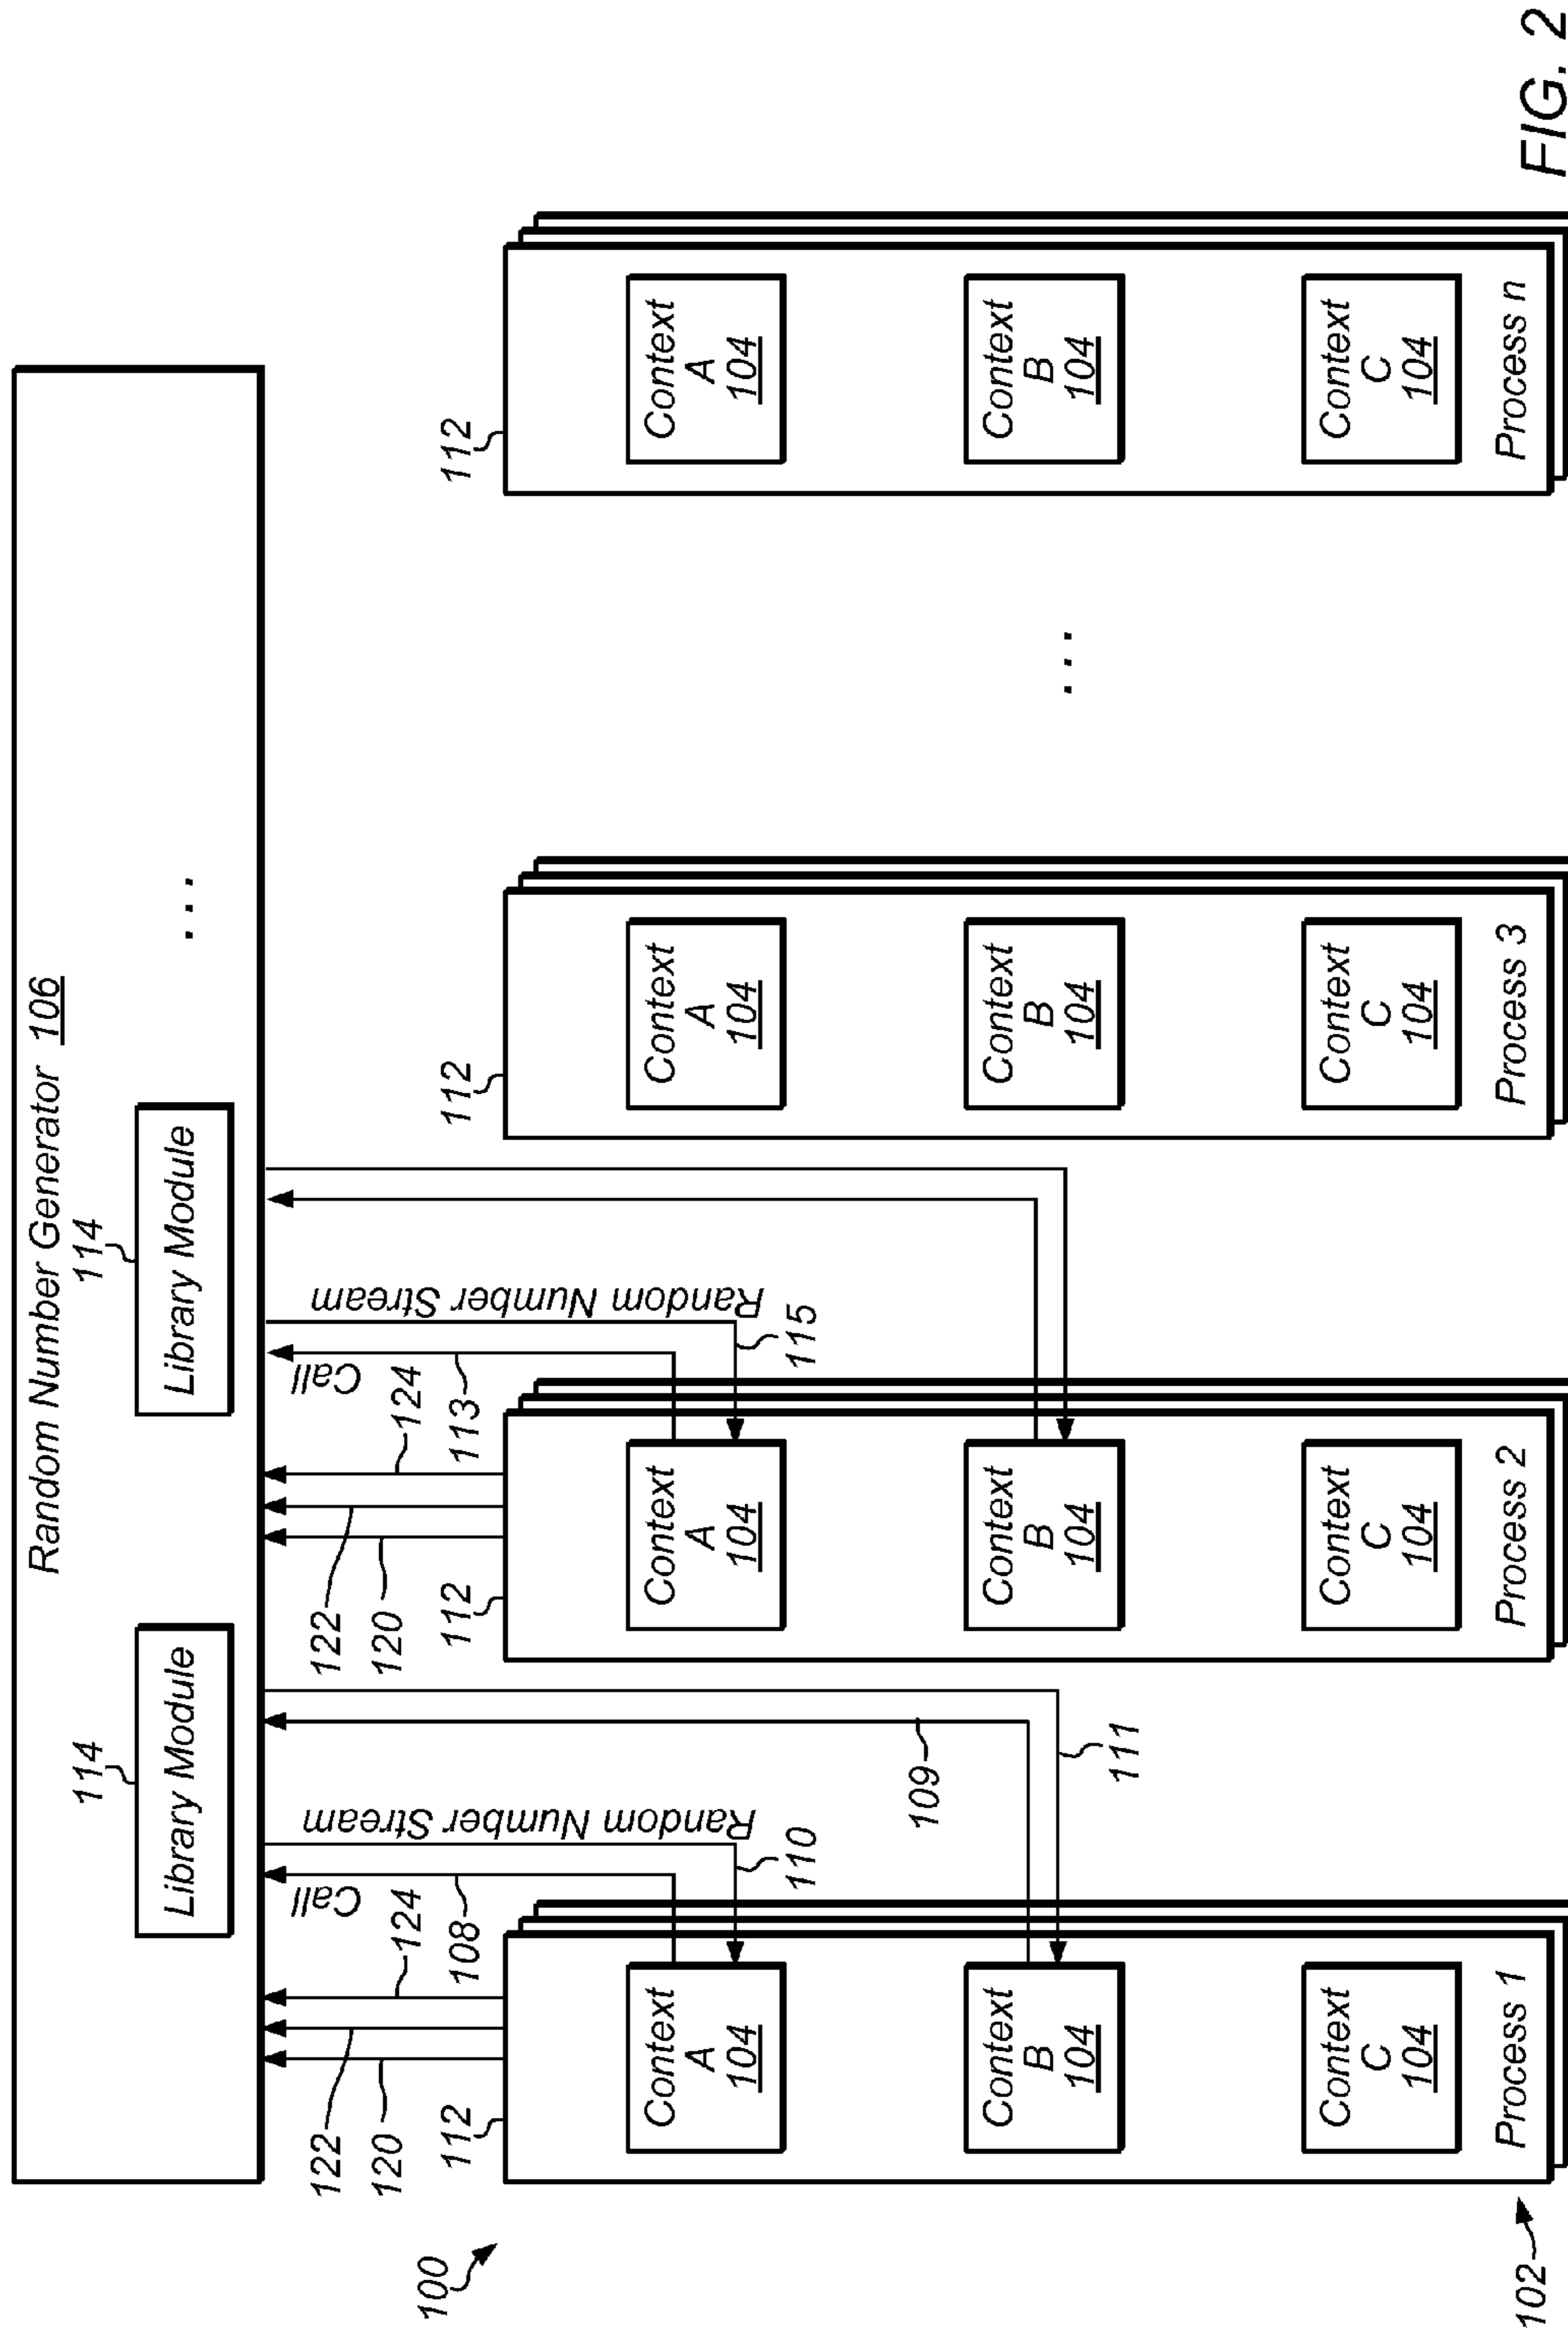 Random Number Generator 106
114
Library Module
114
Library Module
. . .
122
120
124
Call
108
Random Number Stream
110
109
111
122
120
124
Call
113
Random Number Stream
115
100
112
Context
A
104
Context
B
104
Context
C
104
Process 1
112
Context
A
104
Context
B
104
Context
C
104
Process 2
112
Context
A
104
Context
B
104
Context
C
104
Process 3
. . .
112
Context
A
104
Context
B
104
Context
C
104
Process n
102
FIG. 2